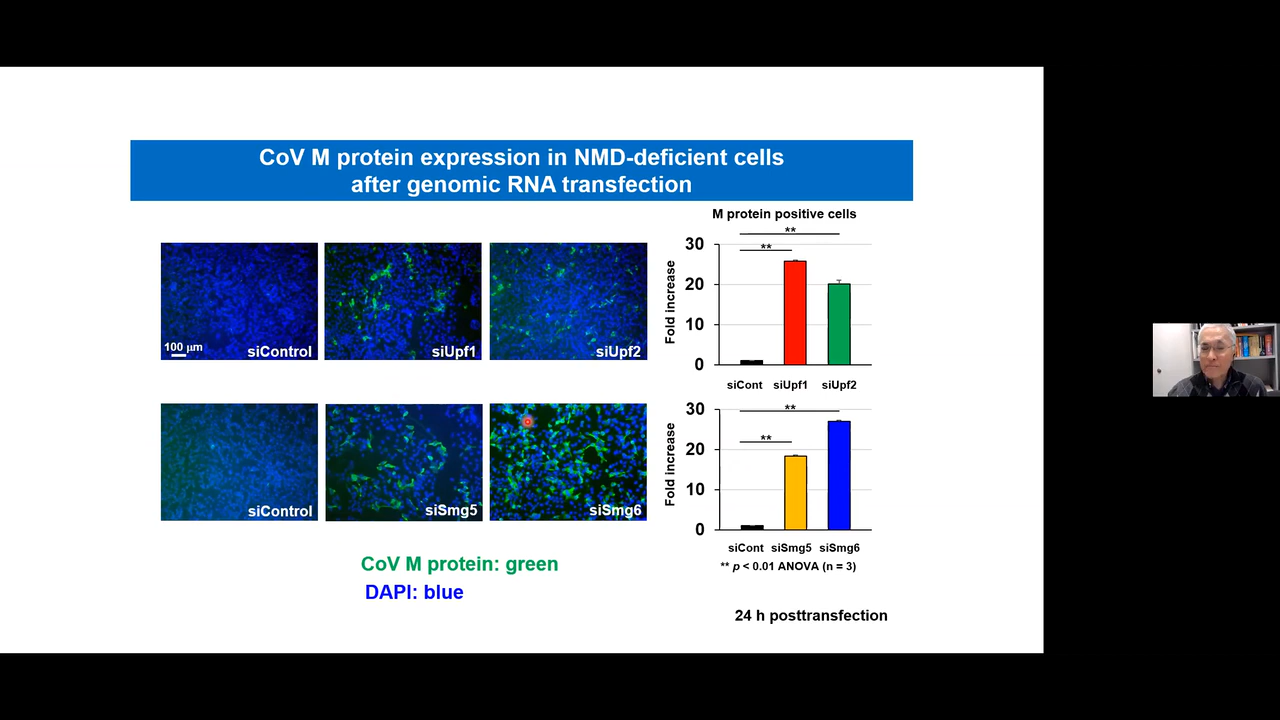 CoV M protein expression in NMD-deficient cells
after genomic RNA transfection
100 μm
siControl
siUpf1
siUpf2
siControl
siSmg5
siSmg6
CoV M protein: green
DAPI: blue
M protein positive cells
**
**
Fold increase
30
20
10
0
siCont siUpf1 siUpf2
**
**
Fold increase
30
20
10
0
siCont siSmg5 siSmg6
** p < 0.01 ANOVA (n = 3)
24 h posttransfection